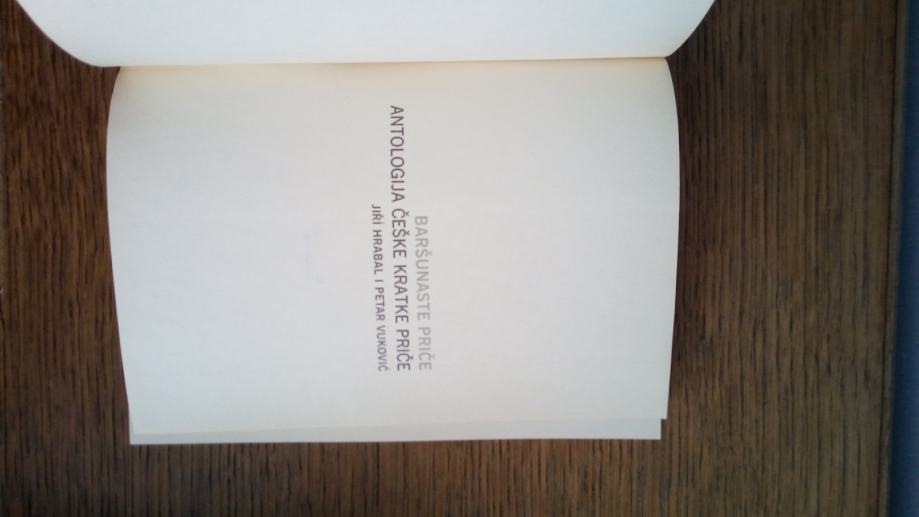 BARŠUNASTE PRIČE
ANTOLOGIJA ČEŠKE KRATKE PRIČE
JIŘÍ HRABAL I PETAR VUKOVIĆ